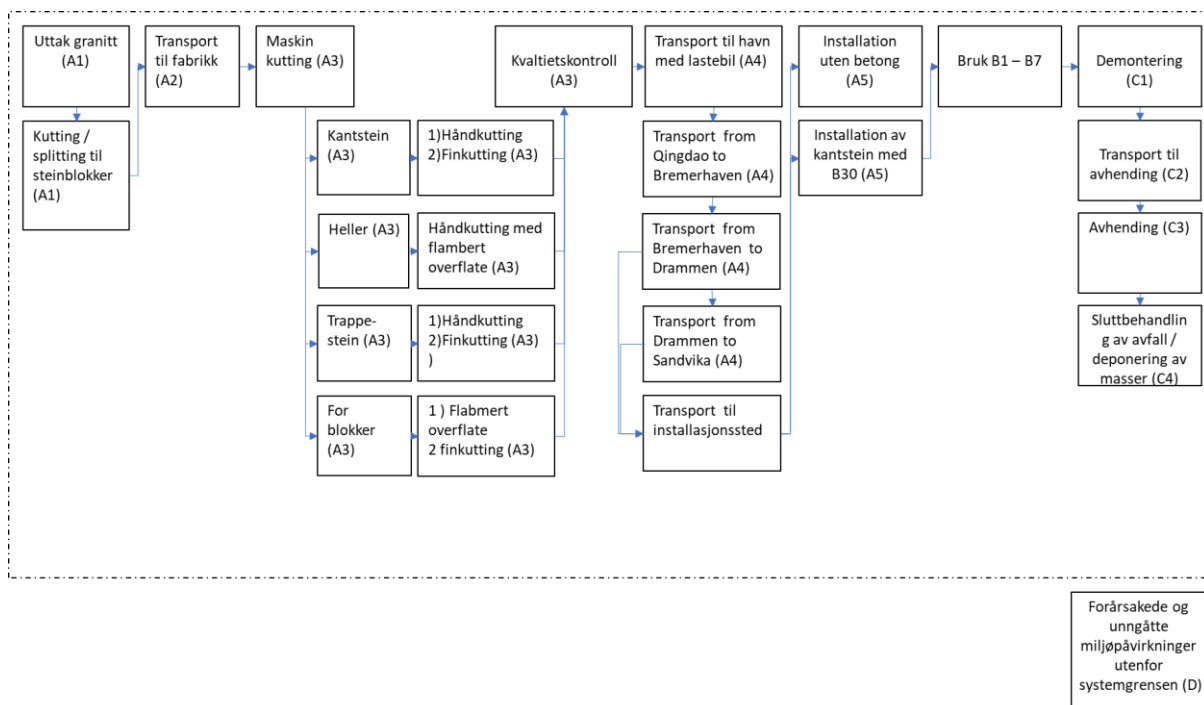 Uttak granitt
(A1)
Kutting /
splitting til
steinblokker
(A1)
Transport
til fabrikk
(A2)
Maskin
kutting (A3)
Kantstein
(A3)
1)Håndkutting
2)Finkutting (A3)
Heller (A3)
Håndkutting med
flambert
overflate (A3)
Trappe-
stein (A3)
1)Håndkutting
2)Finkutting (A3)
)
For
blokker
(A3)
1 ) Flabmert
overflate
2 finkutting (A3)
Kvaltietskontroll
(A3)
Transport til havn
med lastebil (A4)
Transport from
Qingdao to
Bremerhaven (A4)
Transport from
Bremerhaven to
Drammen (A4)
Transport from
Drammen to
Sandvika (A4)
Transport til
installasjonssted
Installation
uten betong
(A5)
Installation av
kantstein med
B30 (A5)
Bruk B1 – B7
Demontering
(C1)
Transport til
avhending (C2)
Avhending (C3)
Sluttbehandlin
g av avfall /
deponering av
masser (C4)
Forårsakede og
unngåtte
miljøpåvirkninger
utenfor
systemgrensen (D)